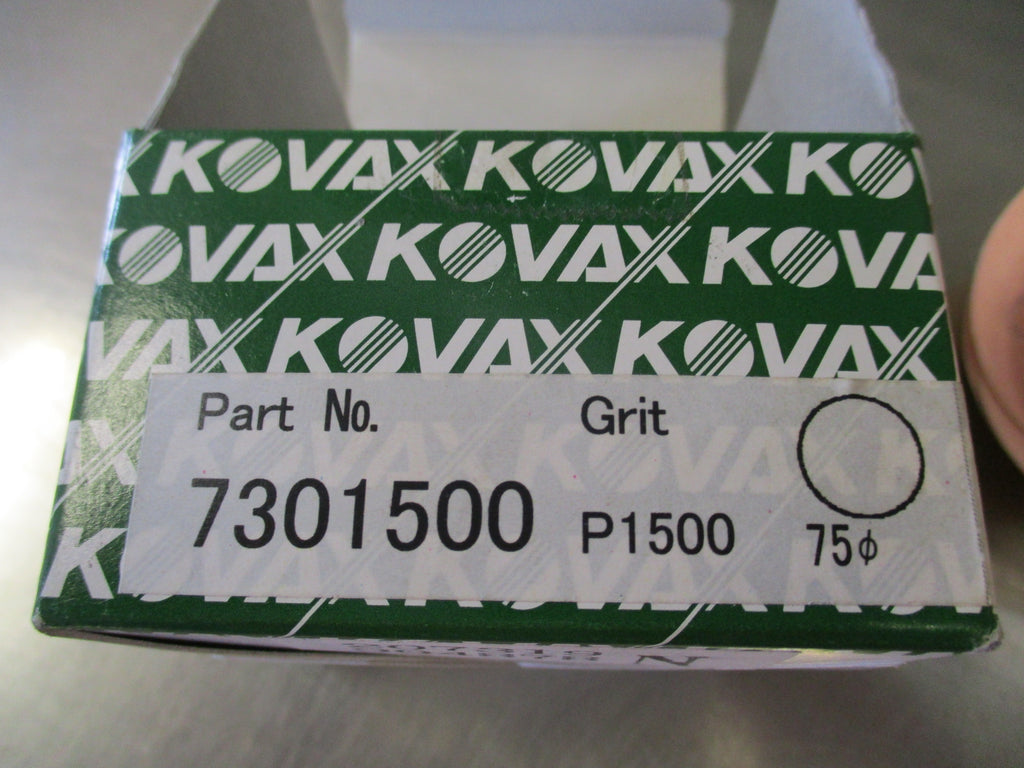 KOVAX KOVAX KO
KOVAX KOVAX KOVA
VAX KOVAX KOVAX
Part No. Grit
7301500 P1500 75φ